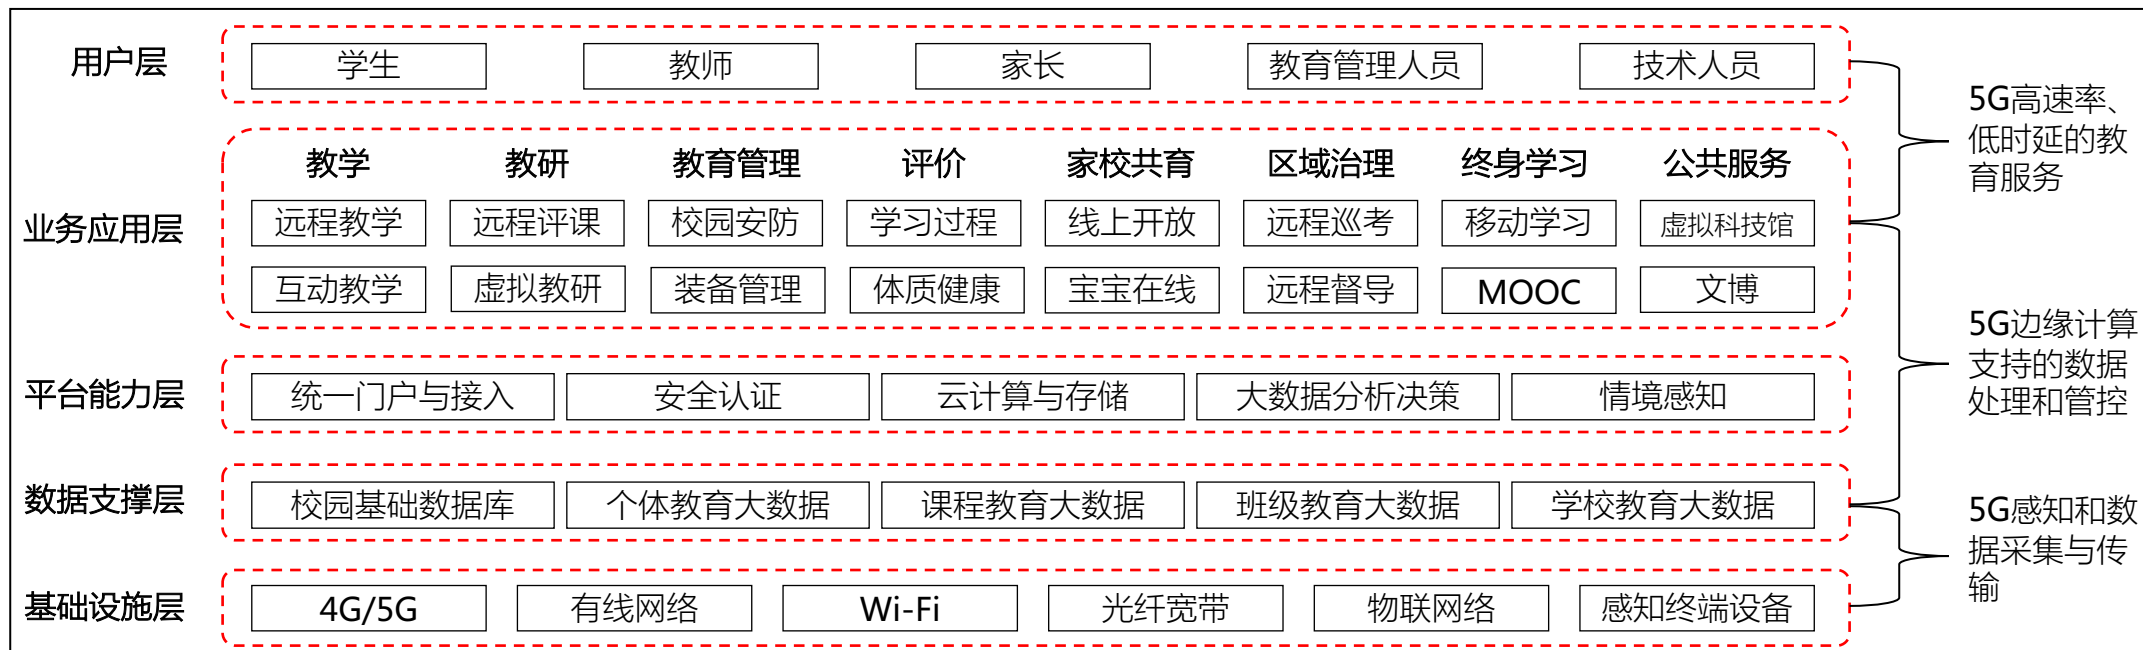 用户层
学生
教师
家长
教育管理人员
技术人员
5G高速率、
低时延的教
育服务
业务应用层
教学
教研
教育管理
评价
家校共育
区域治理
终身学习
公共服务
远程教学
远程评课
校园安防
学习过程
线上开放
远程巡考
移动学习
虚拟科技馆
互动教学
虚拟教研
装备管理
体质健康
宝宝在线
远程督导
MOOC
文博
5G边缘计算
支持的数据
处理和管控
平台能力层
统一门户与接入
安全认证
云计算与存储
大数据分析决策
情境感知
数据支撑层
校园基础数据库
个体教育大数据
课程教育大数据
班级教育大数据
学校教育大数据
5G感知和数
据采集与传
输
基础设施层
4G/5G
有线网络
Wi-Fi
光纤宽带
物联网络
感知终端设备